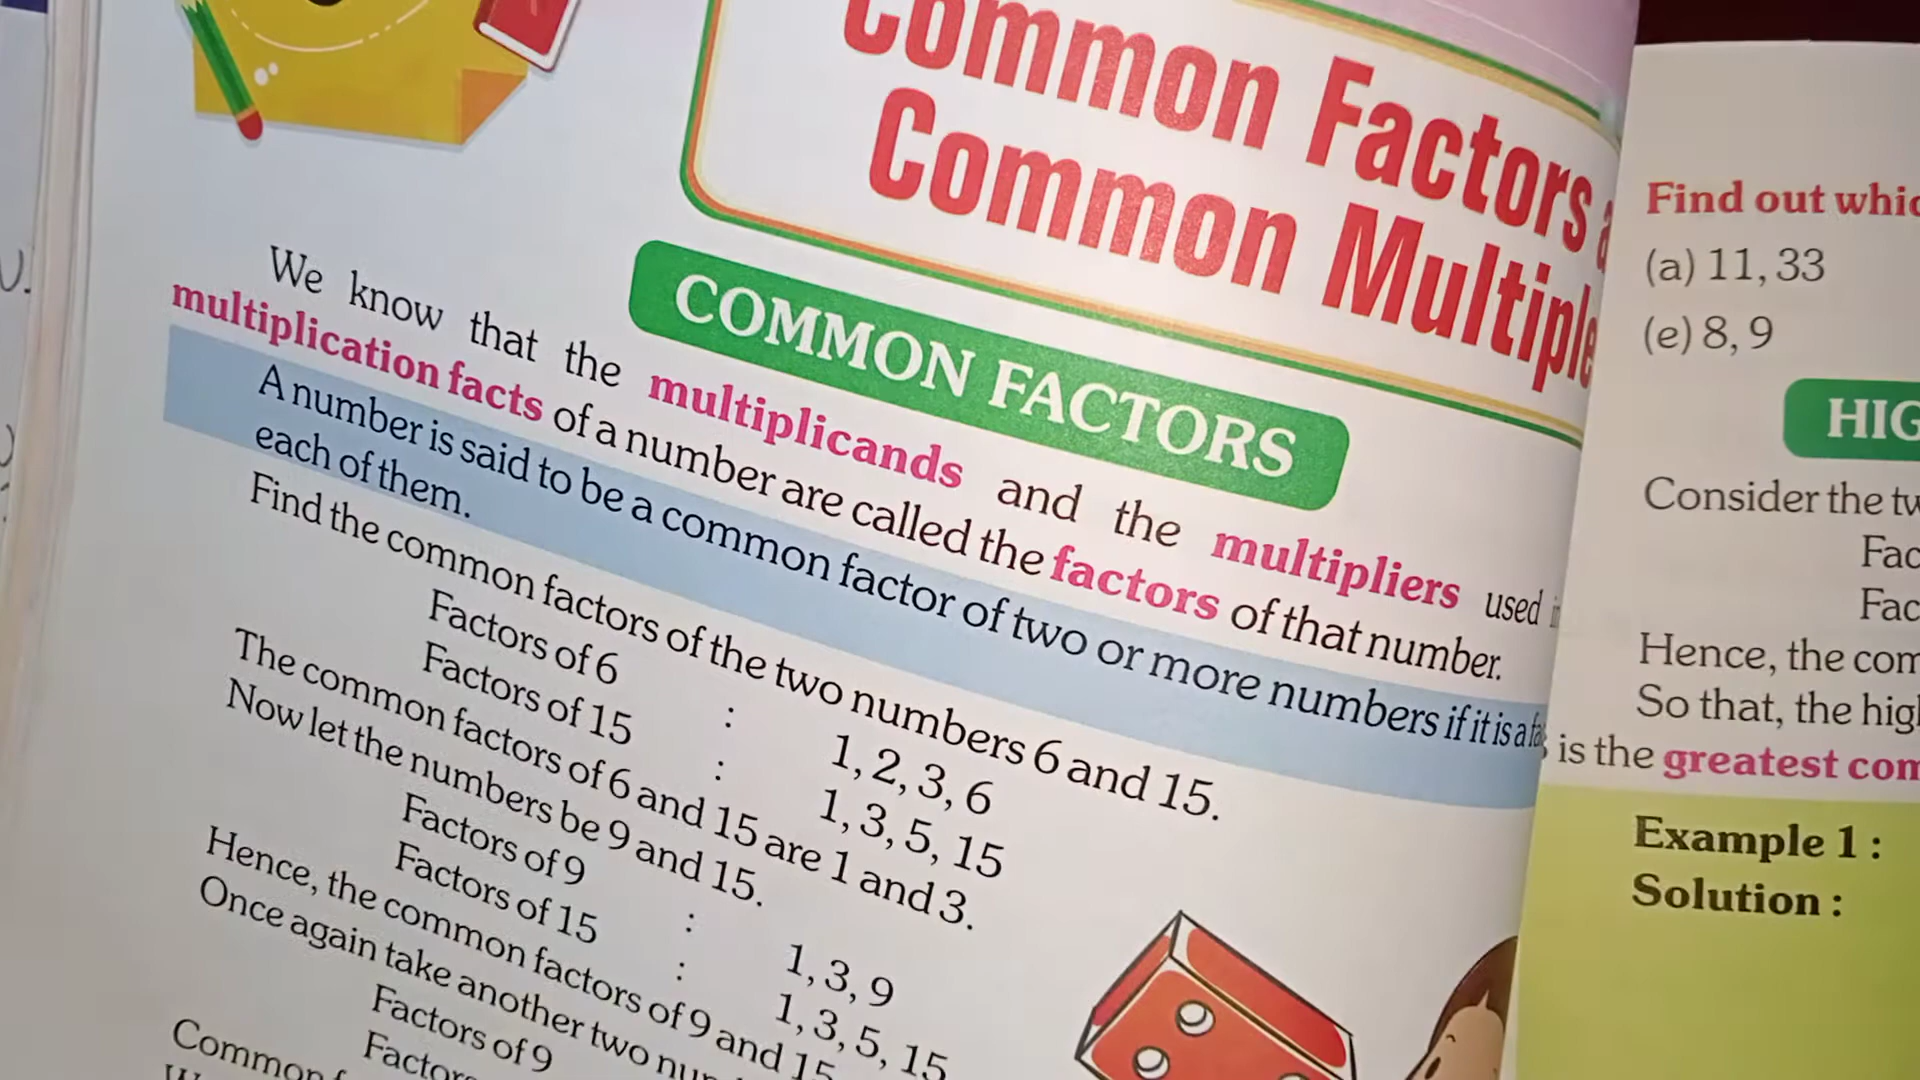 Common Factors
Common Multiple
COMMON FACTORS
We know that the multiplicands and the multipliers used
multiplication facts of a number are called the factors of that number.
A number is said to be a common factor of two or more numbers if it is a
each of them.
Find the common factors of the two numbers 6 and 15.
Factors of 6 : 1, 2, 3, 6
Factors of 15 : 1, 3, 5, 15
The common factors of 6 and 15 are 1 and 3.
Now let the numbers be 9 and 15.
Factors of 9 : 1, 3, 9
Factors of 15 : 1, 3, 5, 15
Hence, the common factors of 9 and 15
Once again take another two
Factors of 9
Factors
Common
Find out
(a) 11, 33
(e) 8, 9
HIG
Consider the
Fac
Fac
Hence, the com
So that, the
is the greatest com
Example 1 :
Solution :